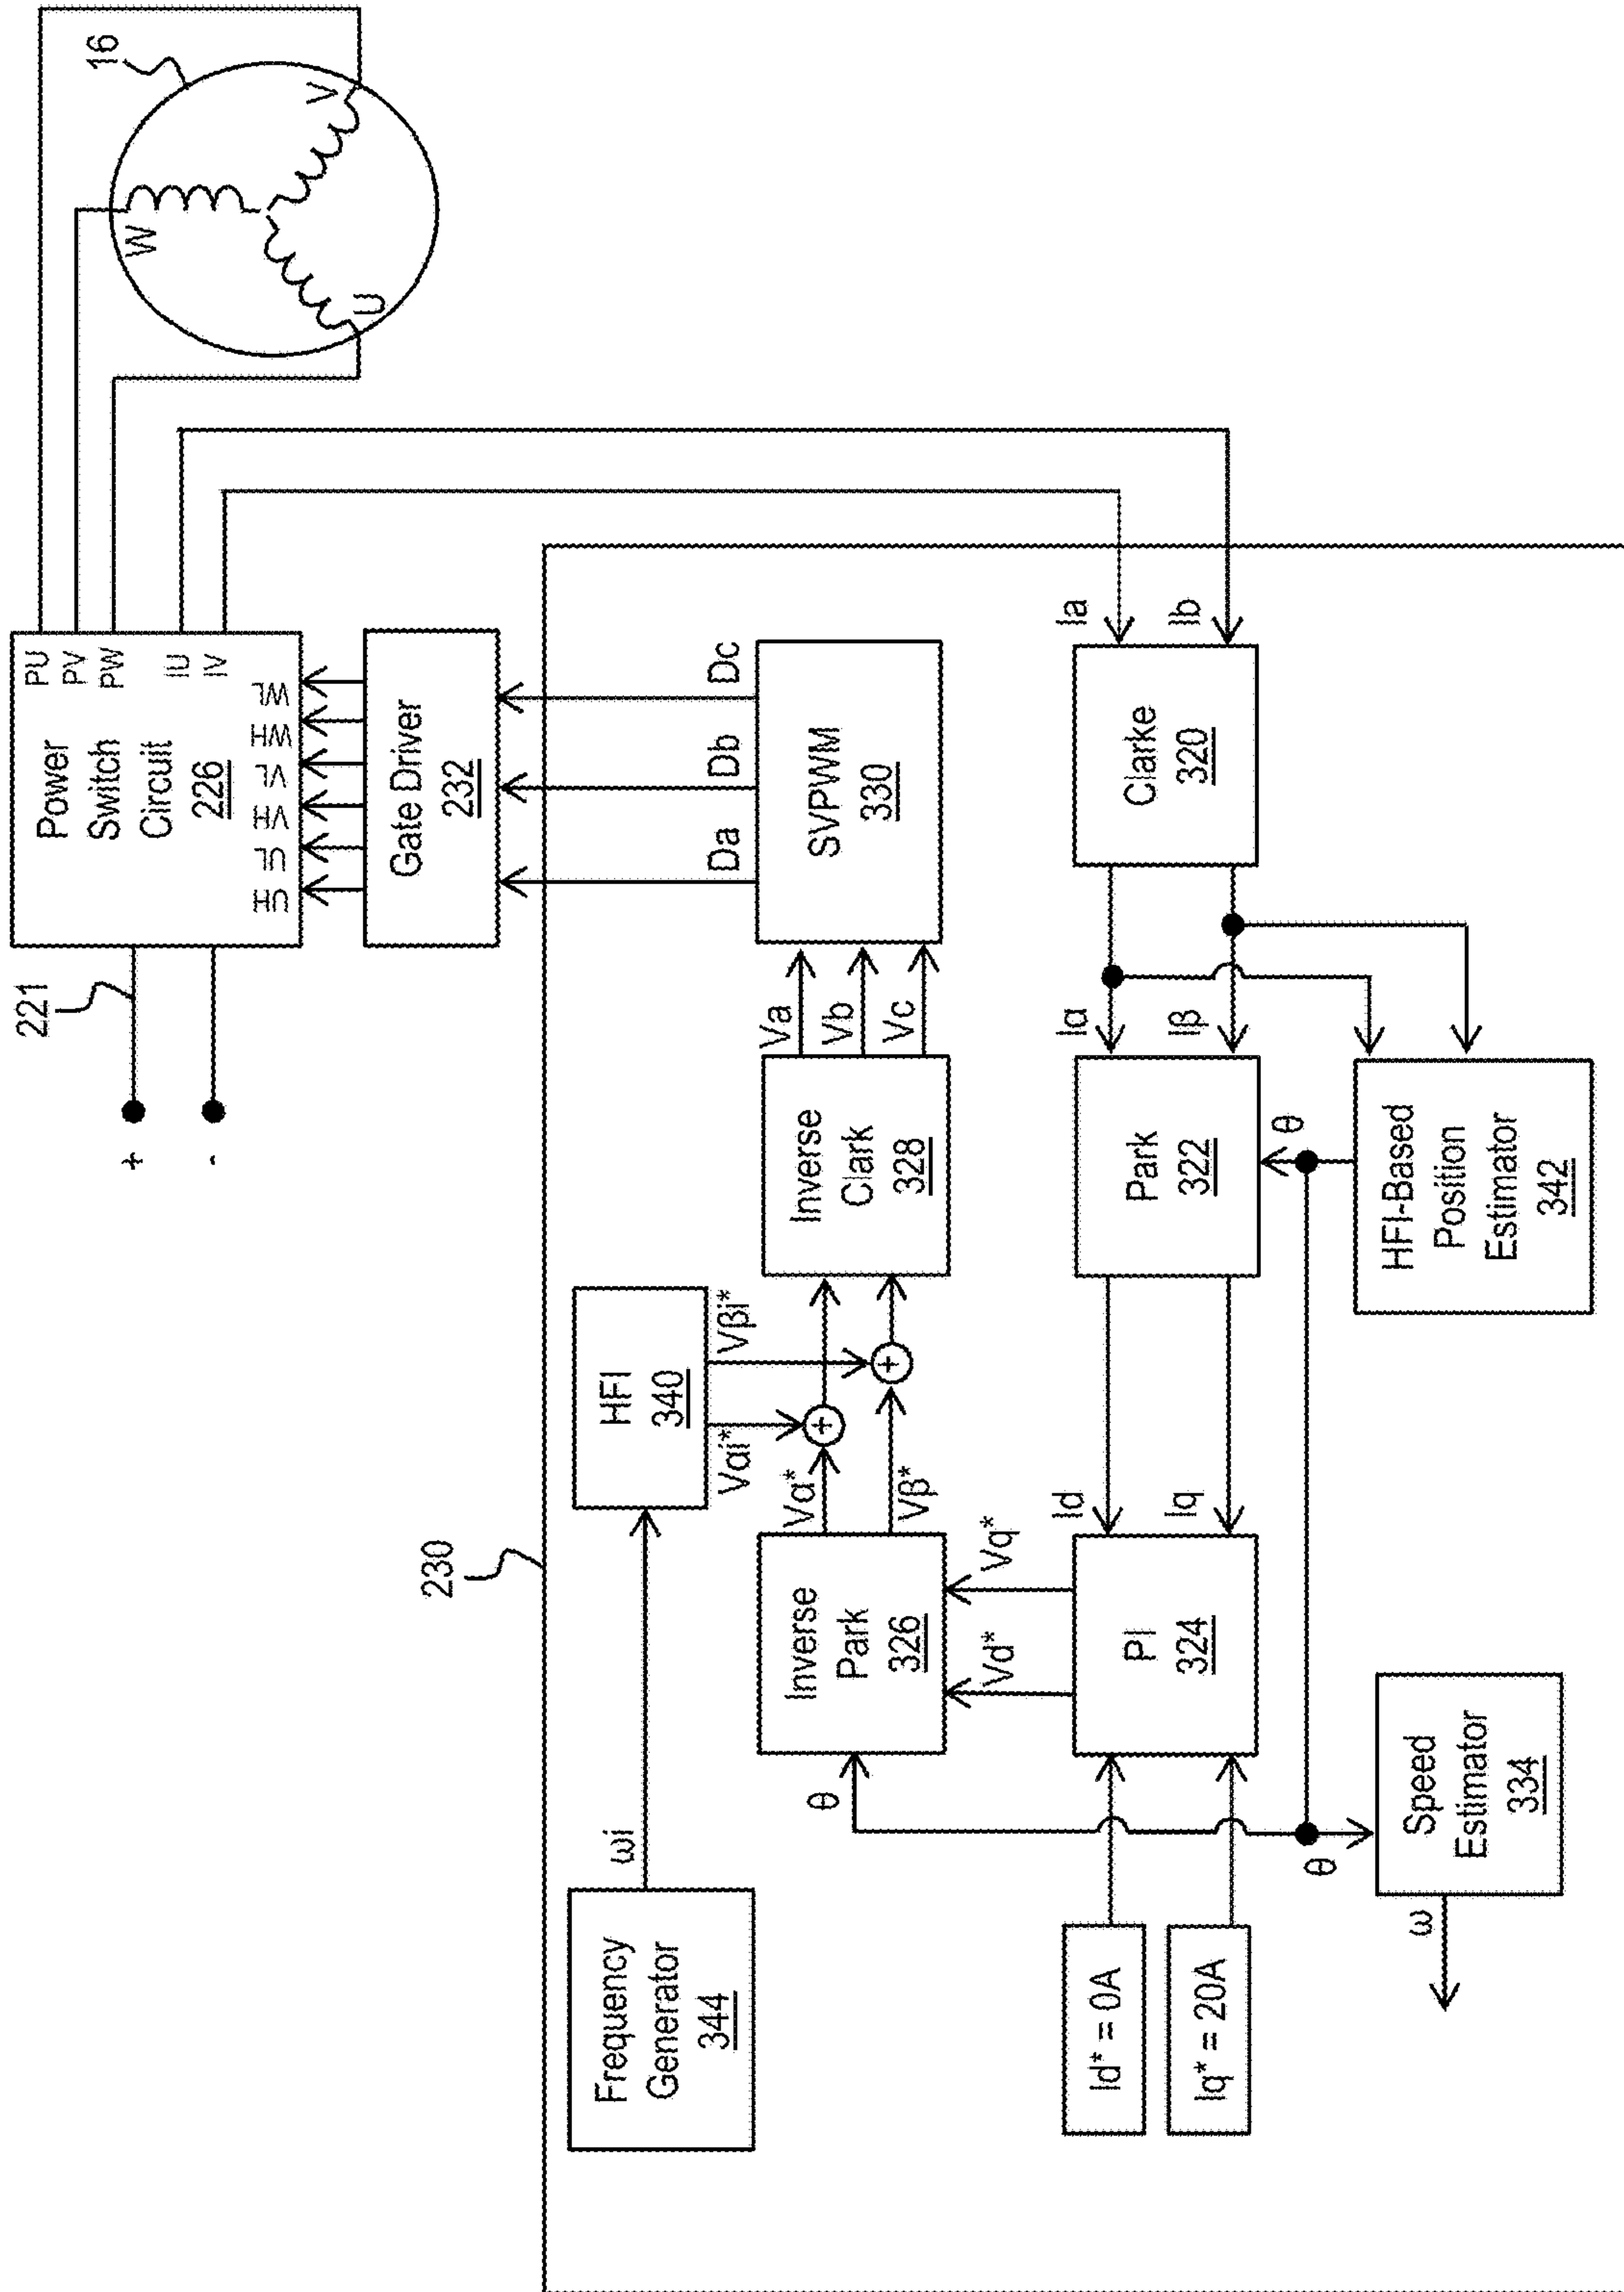 230
Frequency
Generator
344
ωi
HFI
340
Vαi*
Vβi*
Id* = 0A
Iq* = 20A
θ
Inverse
Park
326
Vα*
Vβ*
+
+
Inverse
Clark
328
Va
Vb
Vc
SVPWM
330
Da
Db
Dc
Gate Driver
232
+
-
221
Power
Switch
Circuit
226
UH
UL
VH
VL
WH
WL
PU
PV
PW
IU
IV
16
W
U
V
Vd*
Vq*
PI
324
Id
Iq
Park
322
Iα
Iβ
Clarke
320
Ia
Ib
θ
θ
Speed
Estimator
334
ω
HFI-Based
Position
Estimator
342